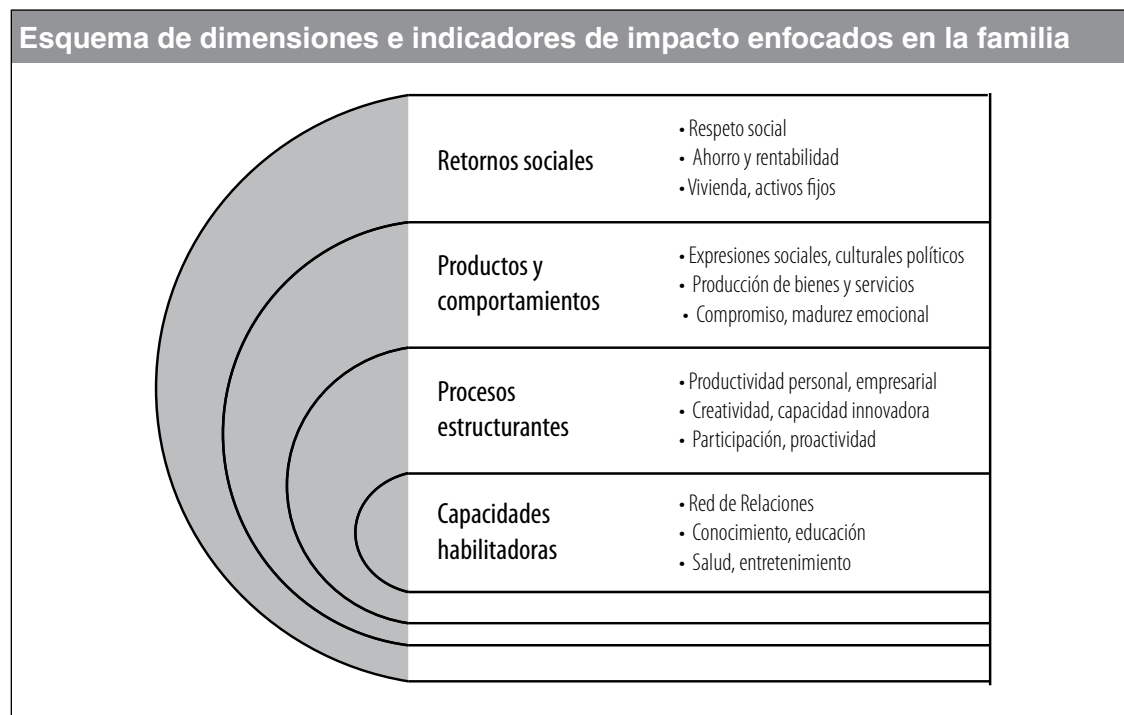 Esquema de dimensiones e indicadores de impacto enfocados en la familia
Retornos sociales
• Respeto social
• Ahorro y rentabilidad
• Vivienda, activos fijos
Productos y
comportamientos
• Expresiones sociales, culturales políticos
• Producción de bienes y servicios
• Compromiso, madurez emocional
Procesos
estructurantes
• Productividad personal, empresarial
• Creatividad, capacidad innovadora
• Participación, proactividad
Capacidades
habilitadoras
• Red de Relaciones
• Conocimiento, educación
• Salud, entretenimiento